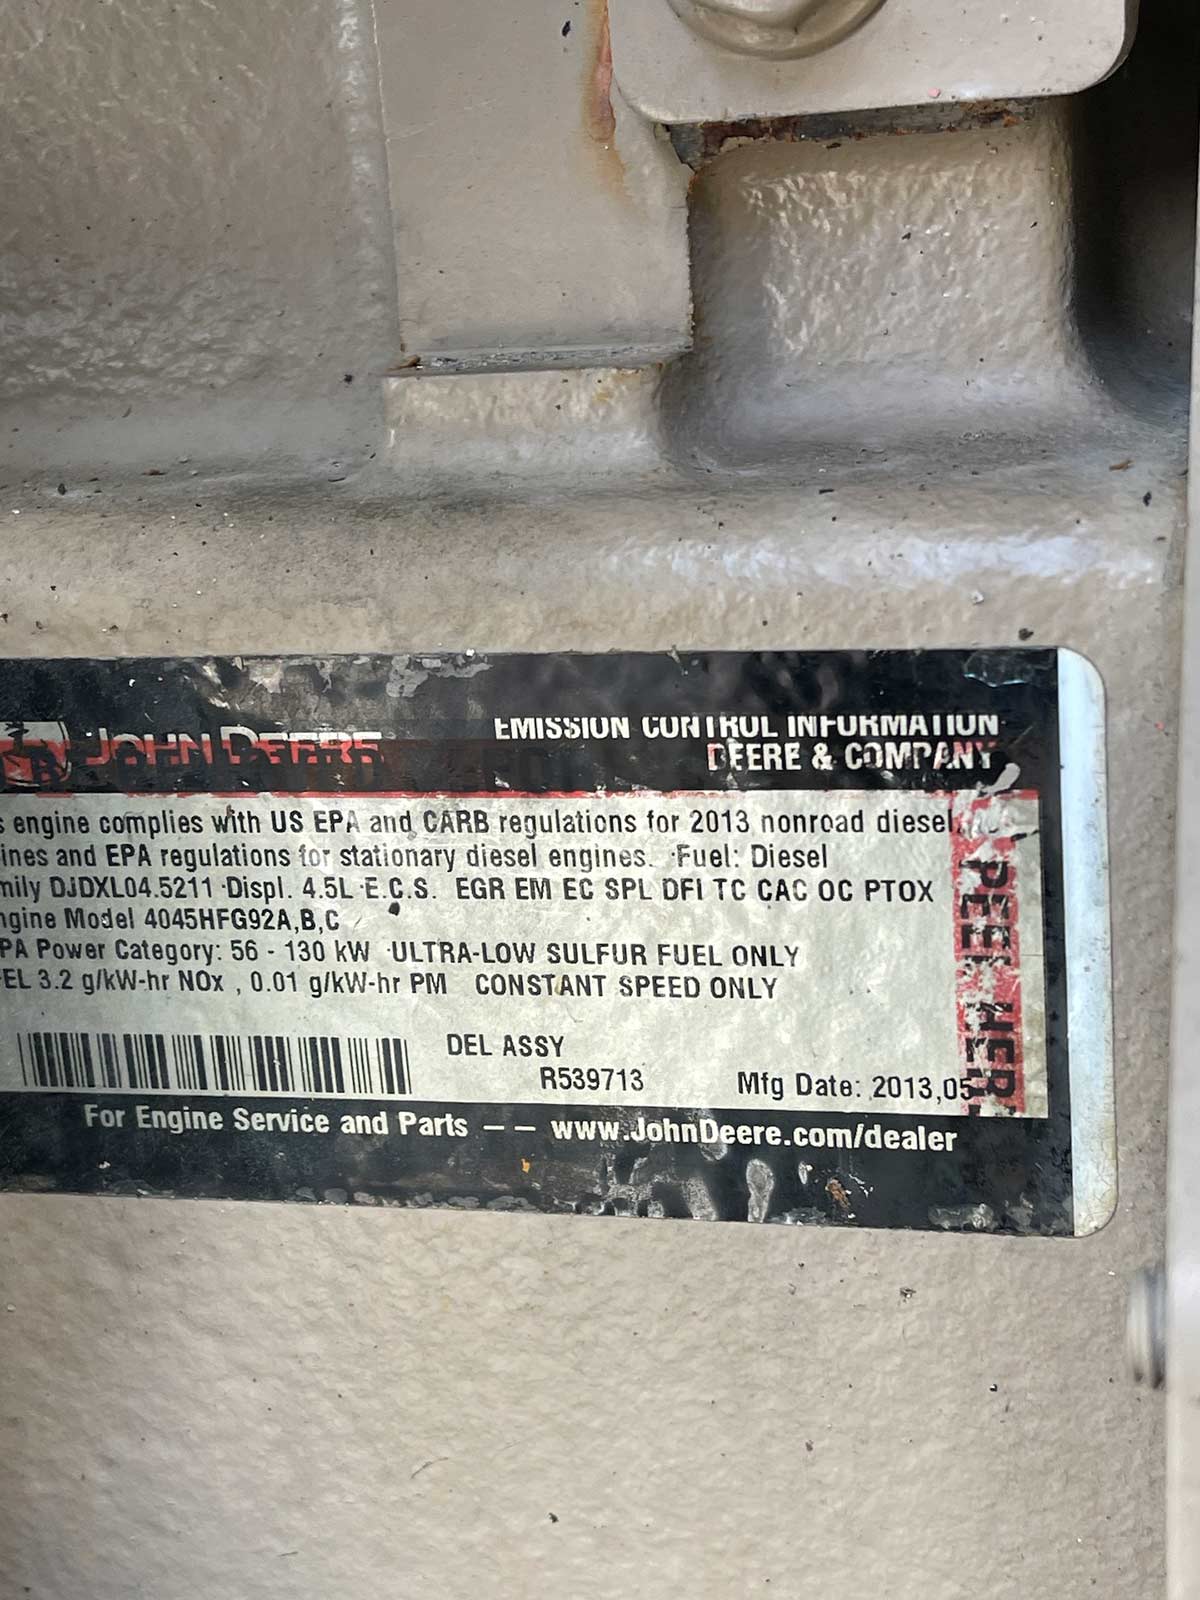 JOHN DEERE
EMISSION CONTROL INFORMATION
DEERE & COMPANY
engine complies with US EPA and CARB regulations for 2013 nonroad diesel
ines and EPA regulations for stationary diesel engines. Fuel: Diesel
mily DJDXL04.5211 Displ. 4.5L E.C.S. EGR EM EC SPL DFI TC CAC OC PTOX
ngine Model 4045HFG92A,B,C
PA Power Category: 56 - 130 kW ULTRA-LOW SULFUR FUEL ONLY
EL 3.2 g/kW-hr NOx , 0.01 g/kW-hr PM CONSTANT SPEED ONLY
DEL ASSY
R539713
Mfg Date: 2013,05
PEEL HERE
For Engine Service and Parts – – www.JohnDeere.com/dealer